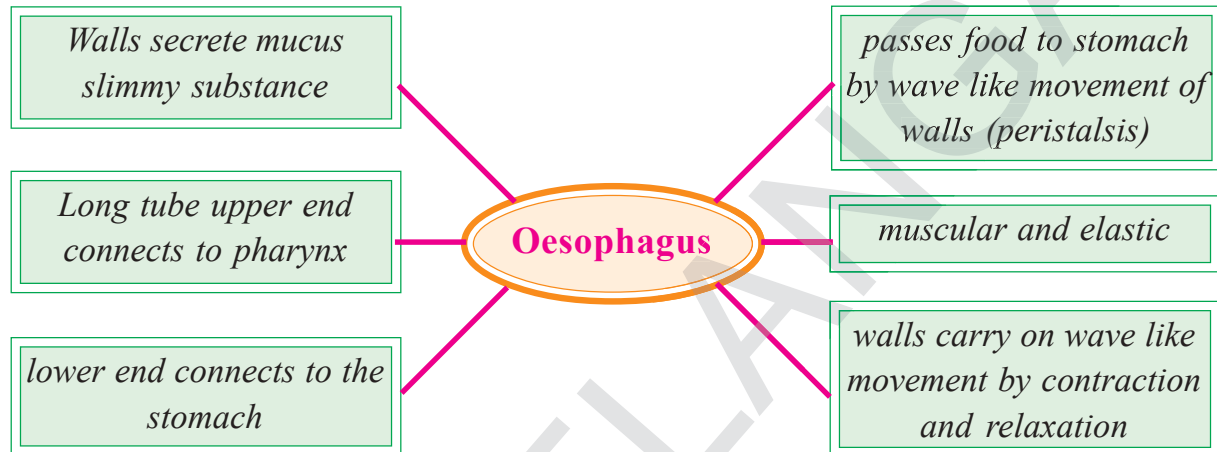 Walls secrete mucus
slimmy substance
Long tube upper end
connects to pharynx
lower end connects to the
stomach
Oesophagus
passes food to stomach
by wave like movement of
walls (peristalsis)
muscular and elastic
walls carry on wave like
movement by contraction
and relaxation